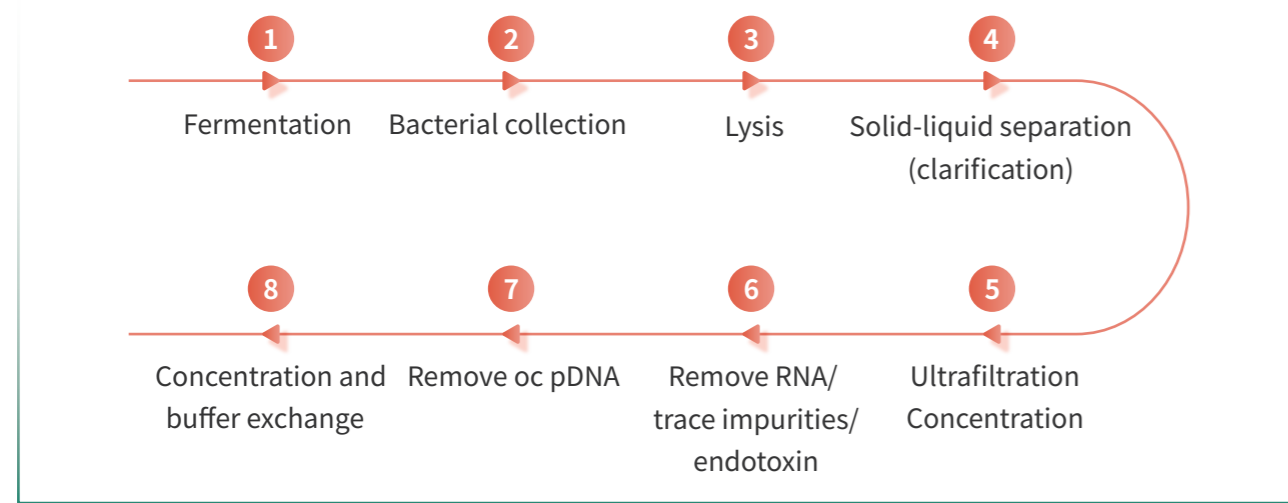 1
2
3
4
Fermentation
Bacterial collection
Lysis
Solid-liquid separation
(clarification)
5
6
7
8
Ultrafiltration
Concentration
Remove RNA/
trace impurities/
endotoxin
Remove oc pDNA
Concentration and
buffer exchange